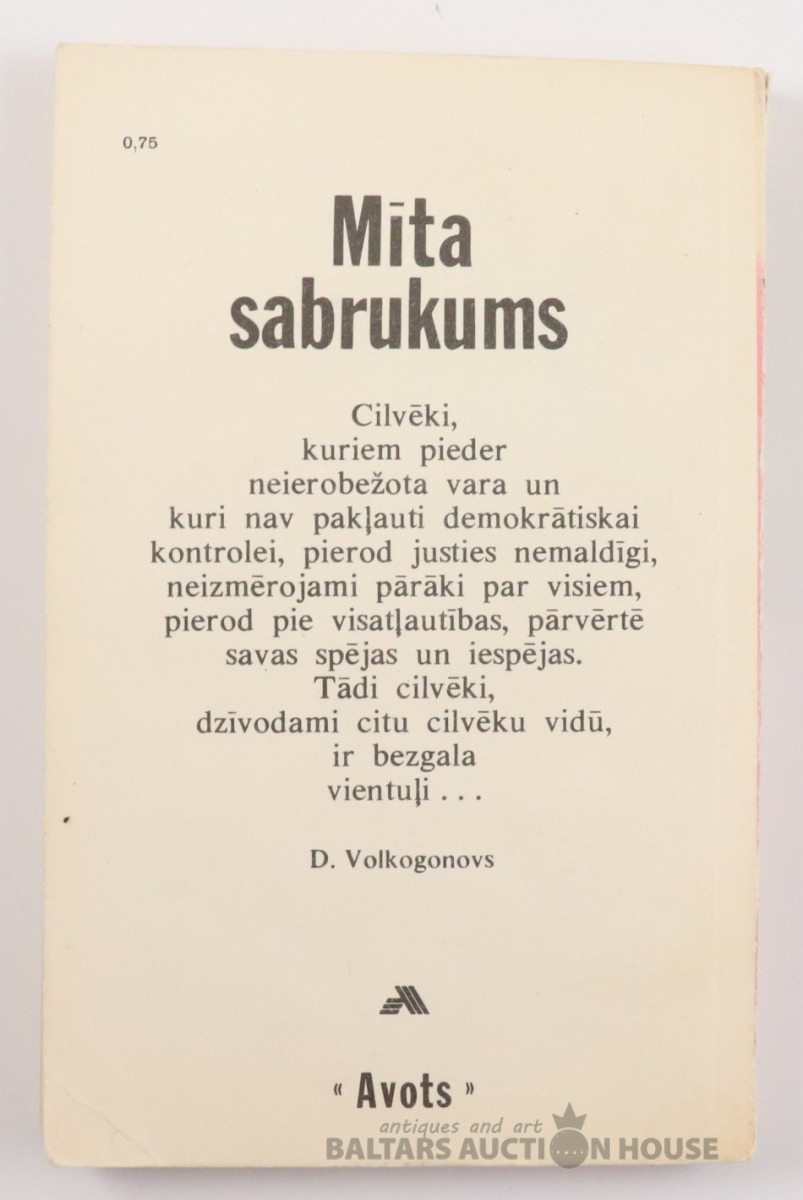 0,75
Mīta
sabrukums
Cilvēki,
kuriem pieder
neierobežota vara un
kuri nav pakļauti demokrātiskai
kontrolei, pierod justies nemaldīgi,
neizmērojami pārāki par visiem,
pierod pie visatļautības, pārvērtē
savas spējas un iespējas.
Tādi cilvēki,
dzīvodami citu cilvēku vidū,
ir bezgala
vientuļi . . .
D. Volkogonovs
« Avots »
antiques and art
BALTARS AUCTION HOUSE